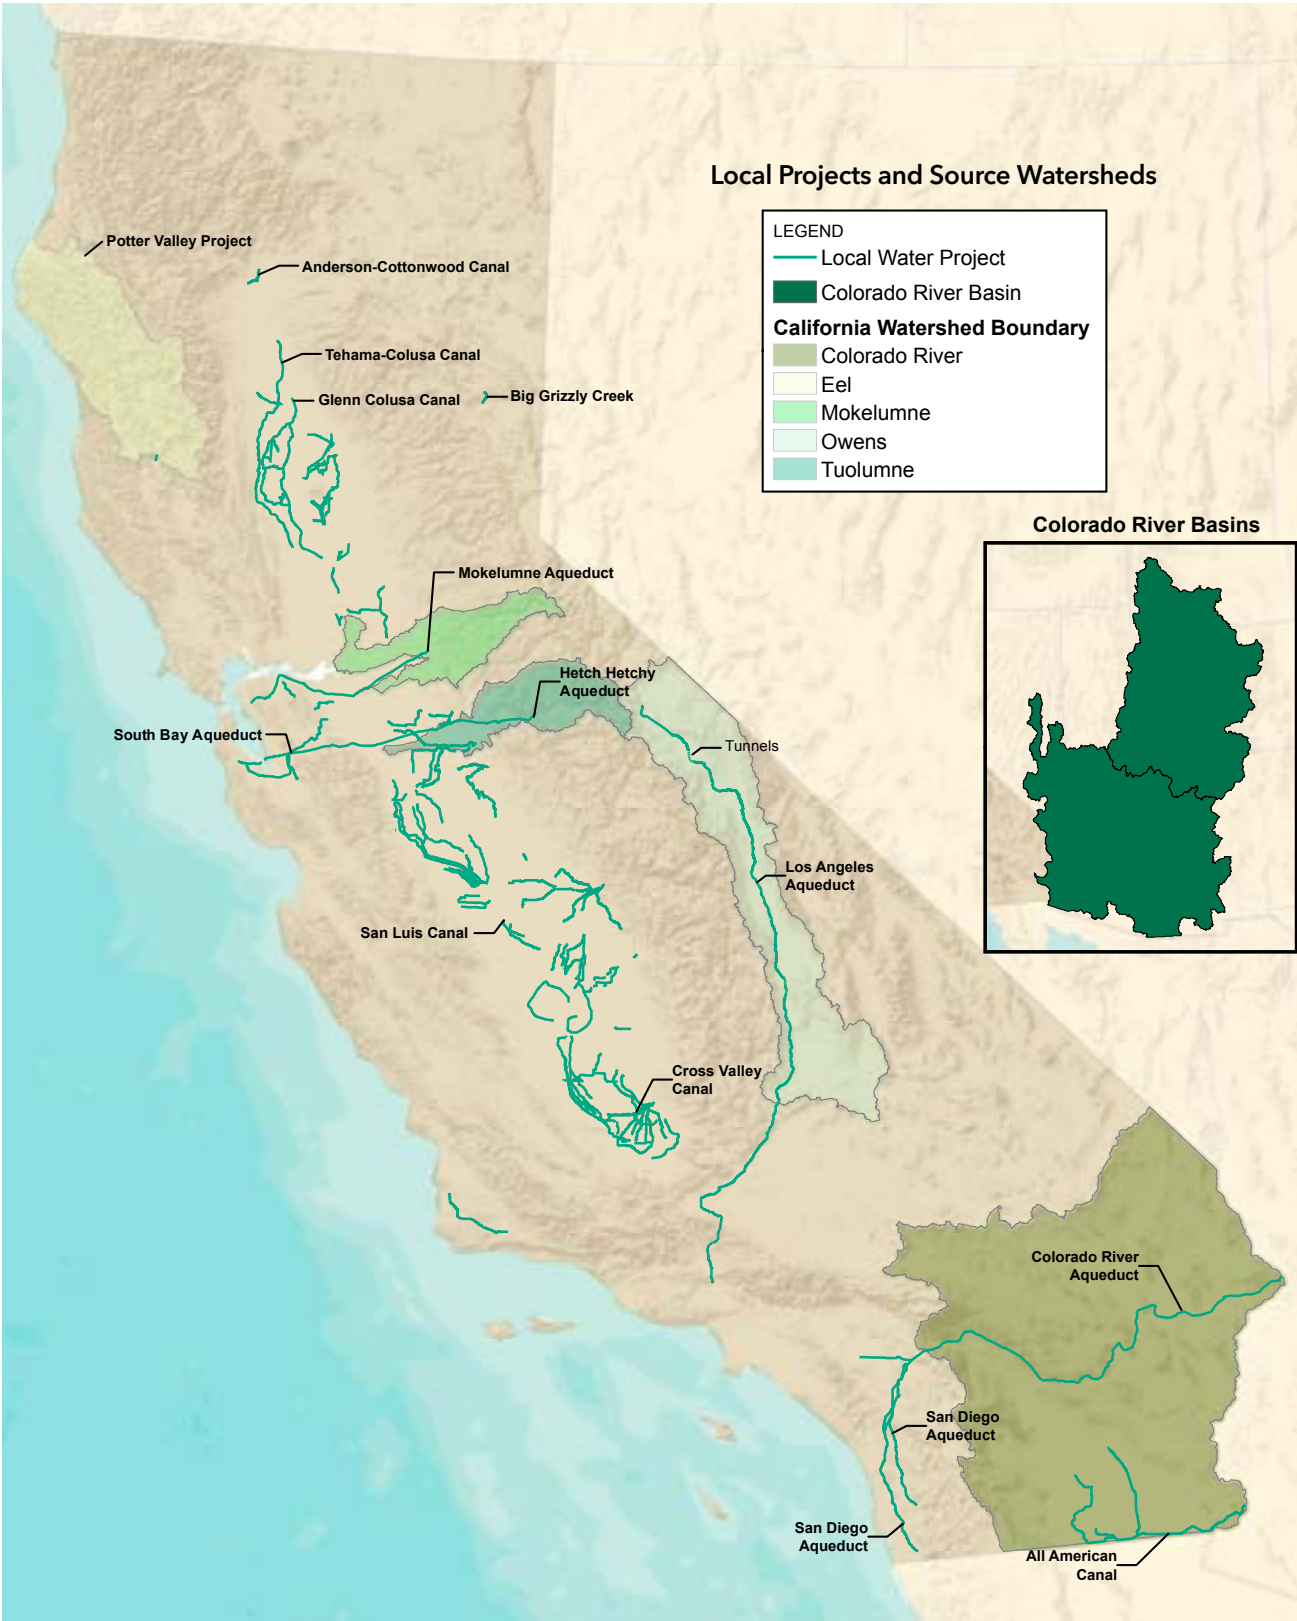 Local Projects and Source Watersheds
LEGEND
Local Water Project
Colorado River Basin
California Watershed Boundary
Colorado River
Eel
Mokelumne
Owens
Tuolumne
Potter Valley Project
Anderson-Cottonwood Canal
Tehama-Colusa Canal
Glenn Colusa Canal
Big Grizzly Creek
Colorado River Basins
Mokelumne Aqueduct
Hetch Hetchy
Aqueduct
South Bay Aqueduct
Tunnels
Los Angeles
Aqueduct
San Luis Canal
Cross Valley
Canal
Colorado River
Aqueduct
San Diego
Aqueduct
San Diego
Aqueduct
All American
Canal